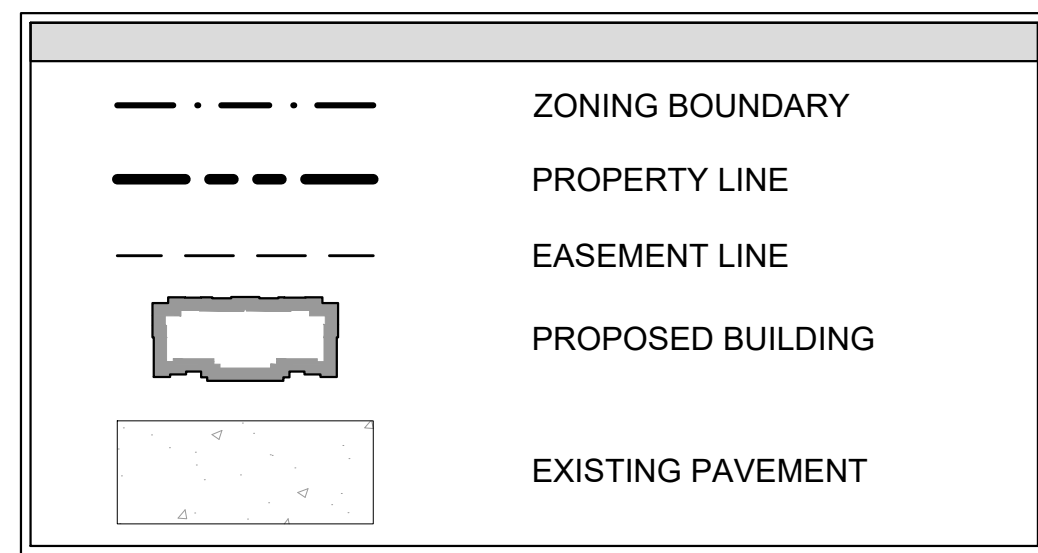 ZONING BOUNDARY
PROPERTY LINE
EASEMENT LINE
PROPOSED BUILDING
EXISTING PAVEMENT